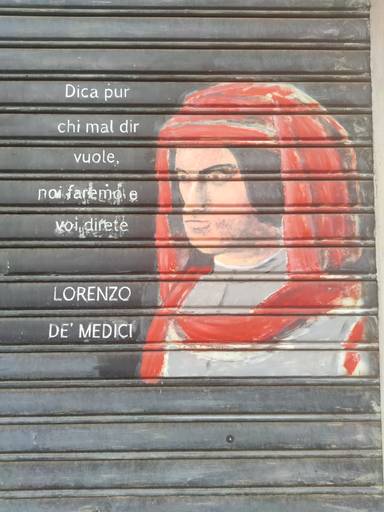 Dica pur
chi mal dir
vuole,
noi faremo e
voi direte
LORENZO
DE' MEDICI